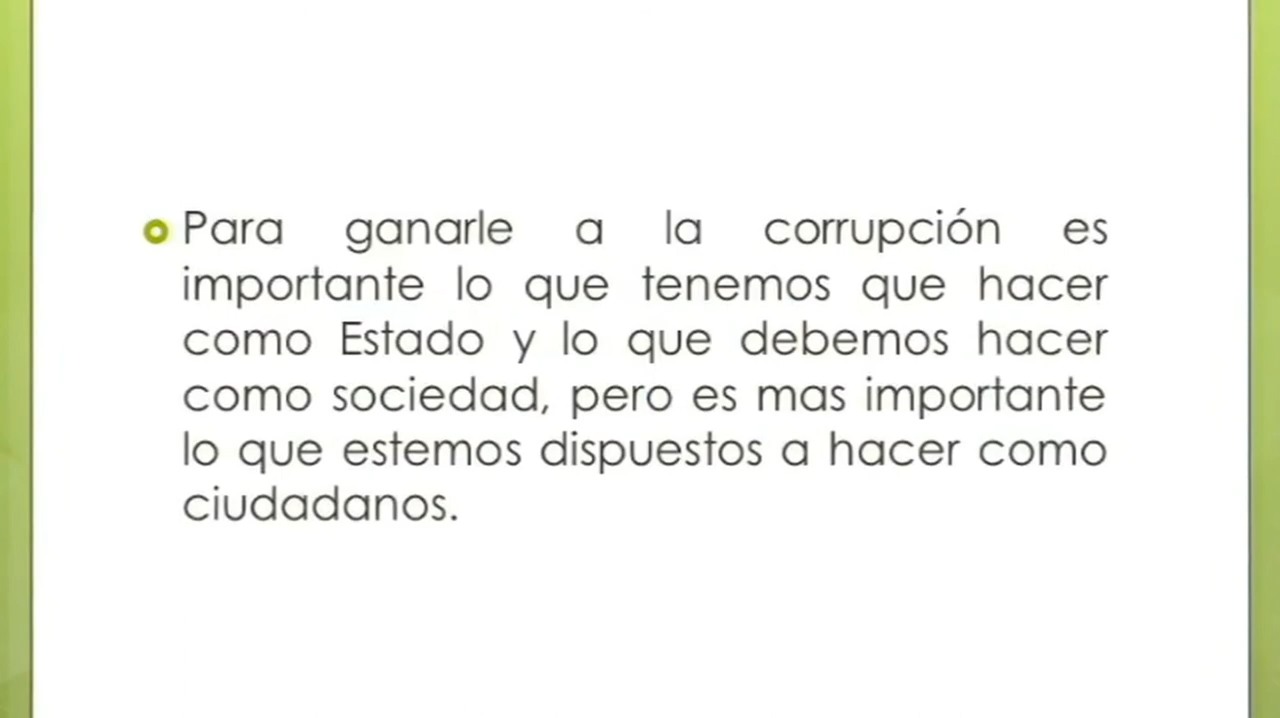 Para ganarle a la corrupción es
importante lo que tenemos que hacer
como Estado y lo que debemos hacer
como sociedad, pero es mas importante
lo que estemos dispuestos a hacer como
ciudadanos.